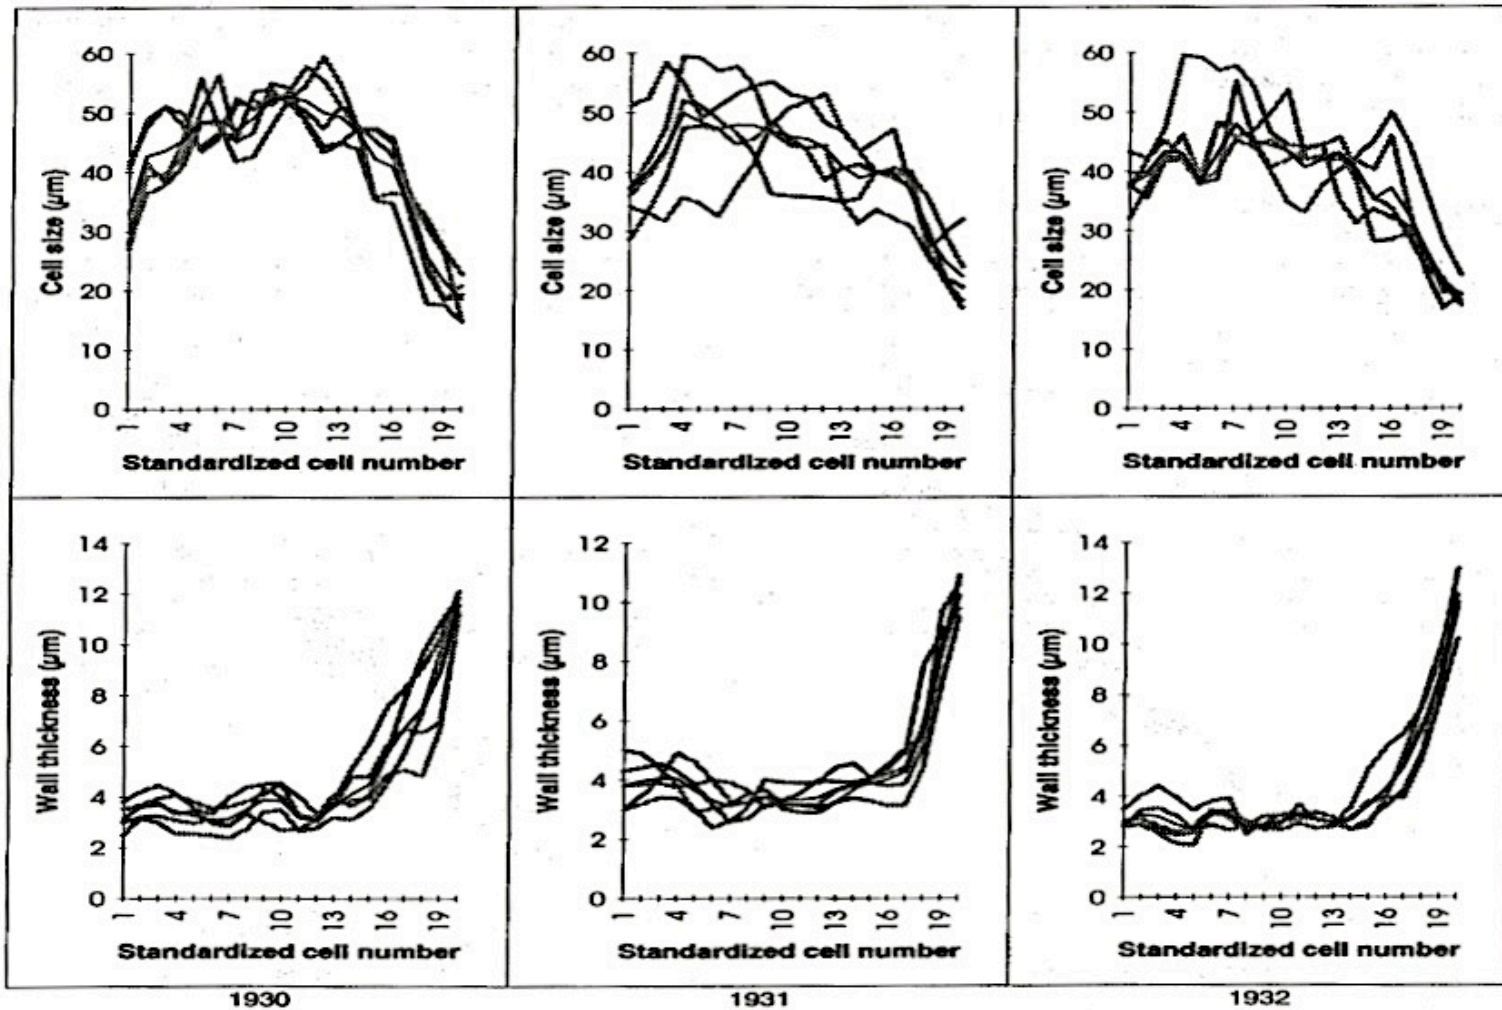 60
50
40
30
20
10
0
Cell size (μm)
1 4 7 10 13 16 19
Standardized cell number
60
50
40
30
20
10
0
Cell size (μm)
1 4 7 10 13 16 19
Standardized cell number
60
50
40
30
20
10
0
Cell size (μm)
1 4 7 10 13 16 19
Standardized cell number
14
12
10
8
6
4
2
0
Wall thickness (μm)
1 4 7 10 13 16 19
Standardized cell number
12
10
8
6
4
2
0
Wall thickness (μm)
1 4 7 10 13 16 19
Standardized cell number
14
12
10
8
6
4
2
0
Wall thickness (μm)
1 4 7 10 13 16 19
Standardized cell number
1930
1931
1932